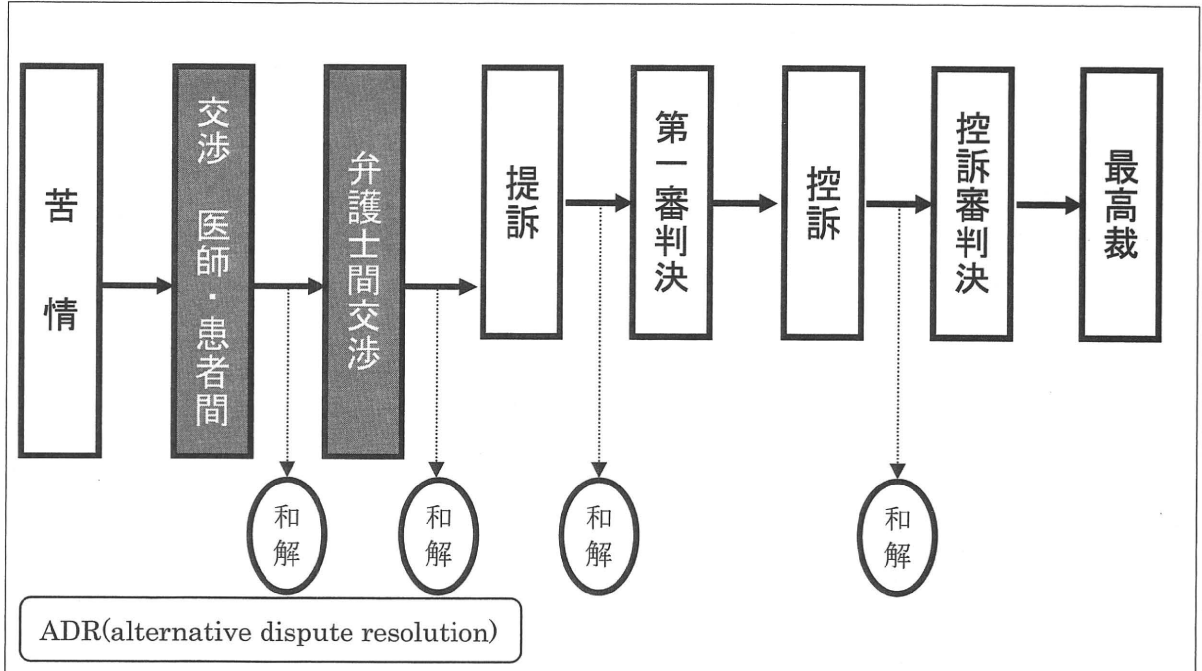 苦情
交渉 医師・患者間
弁護士間交渉
提訴
第一審判決
控訴
控訴審判決
最高裁
和解
和解
和解
和解
ADR(alternative dispute resolution)